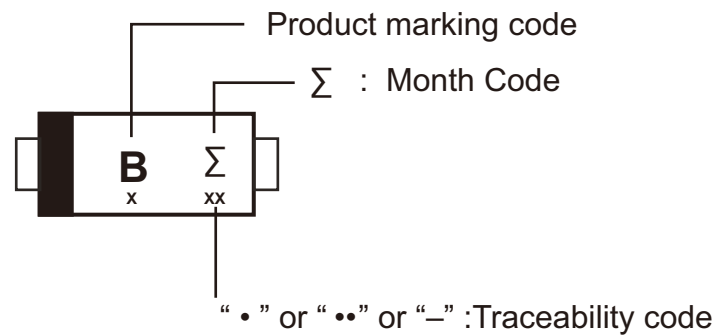 Product marking code
∑ : Month Code
B ∑
x xx
“ • ” or “ ••” or “–” :Traceability code